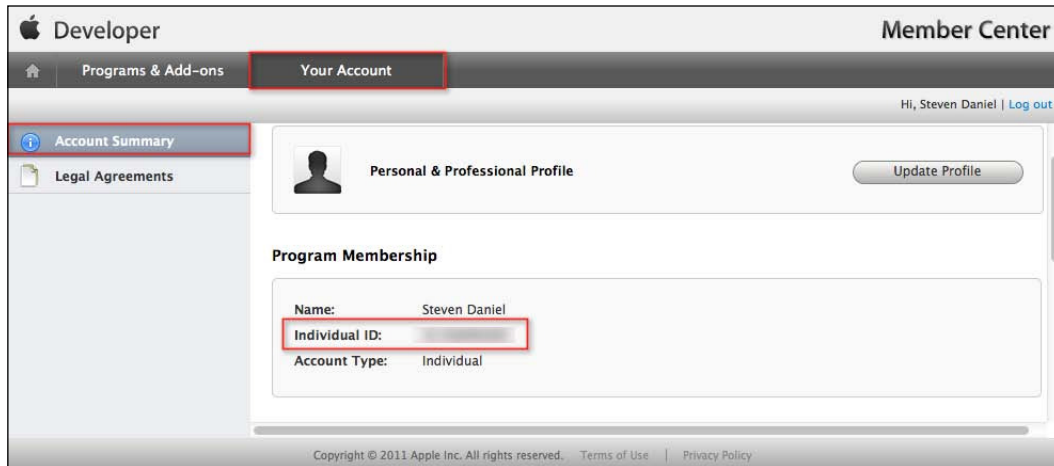 Developer
Member Center
Programs & Add-ons
Your Account
Hi, Steven Daniel | Log out
Account Summary
Legal Agreements
Personal & Professional Profile
Update Profile
Program Membership
Name: Steven Daniel
Individual ID:
Account Type: Individual
Copyright © 2011 Apple Inc. All rights reserved. Terms of Use | Privacy Policy